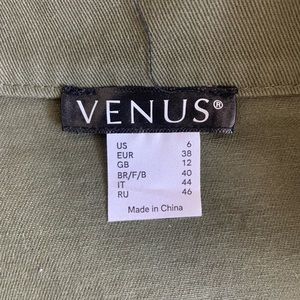 VENUS®
US 6
EUR 38
GB 12
BR/F/B 40
IT 44
RU 46
Made in China